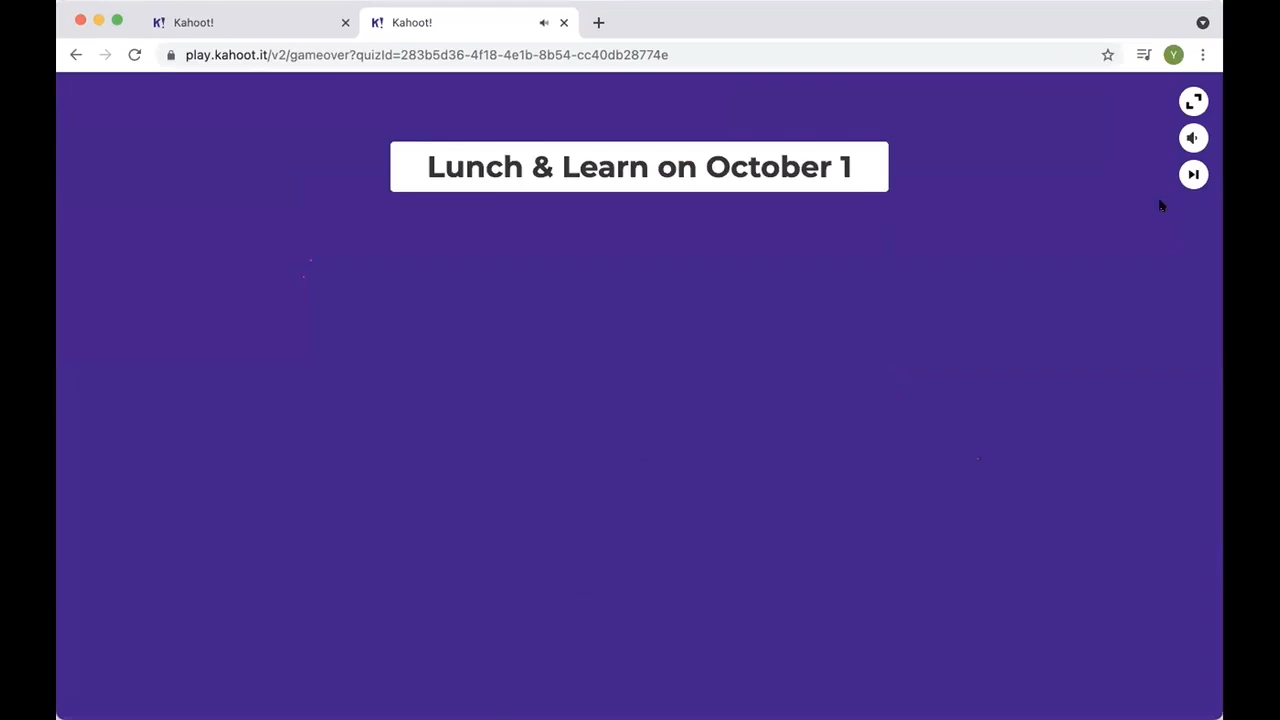 K! Kahoot!
K! Kahoot!
play.kahoot.it/v2/gameover?quizId=283b5d36-4f18-4e1b-8b54-cc40db28774e
Y
Lunch & Learn on October 1